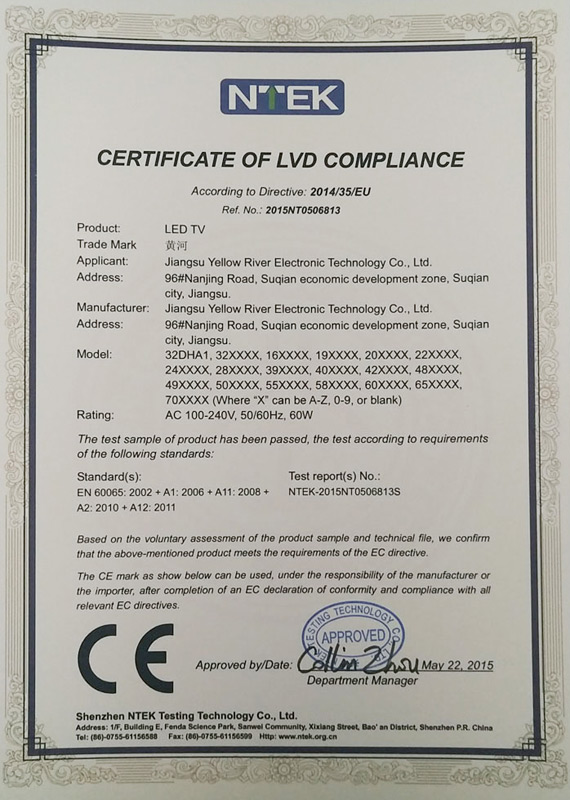 NTEK
CERTIFICATE OF LVD COMPLIANCE
According to Directive: 2014/35/EU
Ref. No.: 2015NT0506813
Product: LED TV
Trade Mark 黄河
Applicant: Jiangsu Yellow River Electronic Technology Co., Ltd.
Address: 96#Nanjing Road, Suqian economic development zone, Suqian
city, Jiangsu.
Manufacturer: Jiangsu Yellow River Electronic Technology Co., Ltd.
Address: 96#Nanjing Road, Suqian economic development zone, Suqian
city, Jiangsu.
Model: 32DHA1, 32XXXX, 16XXXX, 19XXXX, 20XXXX, 22XXXX,
24XXXX, 28XXXX, 39XXXX, 40XXXX, 42XXXX, 48XXXX,
49XXXX, 50XXXX, 55XXXX, 58XXXX, 60XXXX, 65XXXX,
70XXXX (Where “X” can be A-Z, 0-9, or blank)
Rating: AC 100-240V, 50/60Hz, 60W
The test sample of product has been passed, the test according to requirements
of the following standards:
Standard(s): Test report(s) No.:
EN 60065: 2002 + A1: 2006 + A11: 2008 + NTEK-2015NT0506813S
A2: 2010 + A12: 2011
Based on the voluntary assessment of the product sample and technical file, we confirm
that the above-mentioned product meets the requirements of the EC directive.
The CE mark as show below can be used, under the responsibility of the manufacturer or
the importer, after completion of an EC declaration of conformity and compliance with all
relevant EC directives.
CE
TESTING TECHNOLOGY CO
APPROVED
Approved by/Date: Collin Zhou May 22, 2015
Department Manager
Shenzhen NTEK Testing Technology Co., Ltd.
Address: 1/F, Building E, Fenda Science Park, Sanwei Community, Xixiang Street, Bao' an District, Shenzhen P.R. China
Tel: (86)-0755-61156588 Fax: (86)-0755-61156599 Http: www.ntek.org.cn